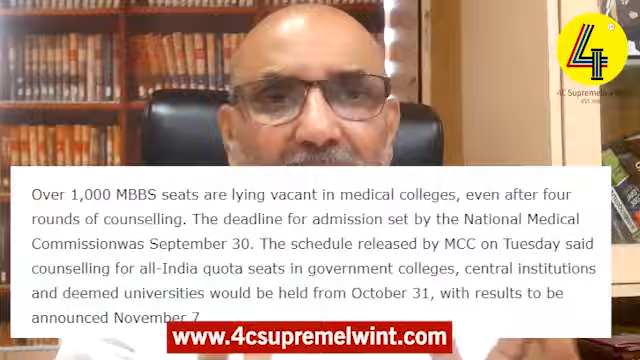 4
4C Supremelwint
Over 1,000 MBBS seats are lying vacant in medical colleges, even after four
rounds of counselling. The deadline for admission set by the National Medical
Commissionwas September 30. The schedule released by MCC on Tuesday said
counselling for all-India quota seats in government colleges, central institutions
and deemed universities would be held from October 31, with results to be
announced November 7
www.4csupremelwint.com